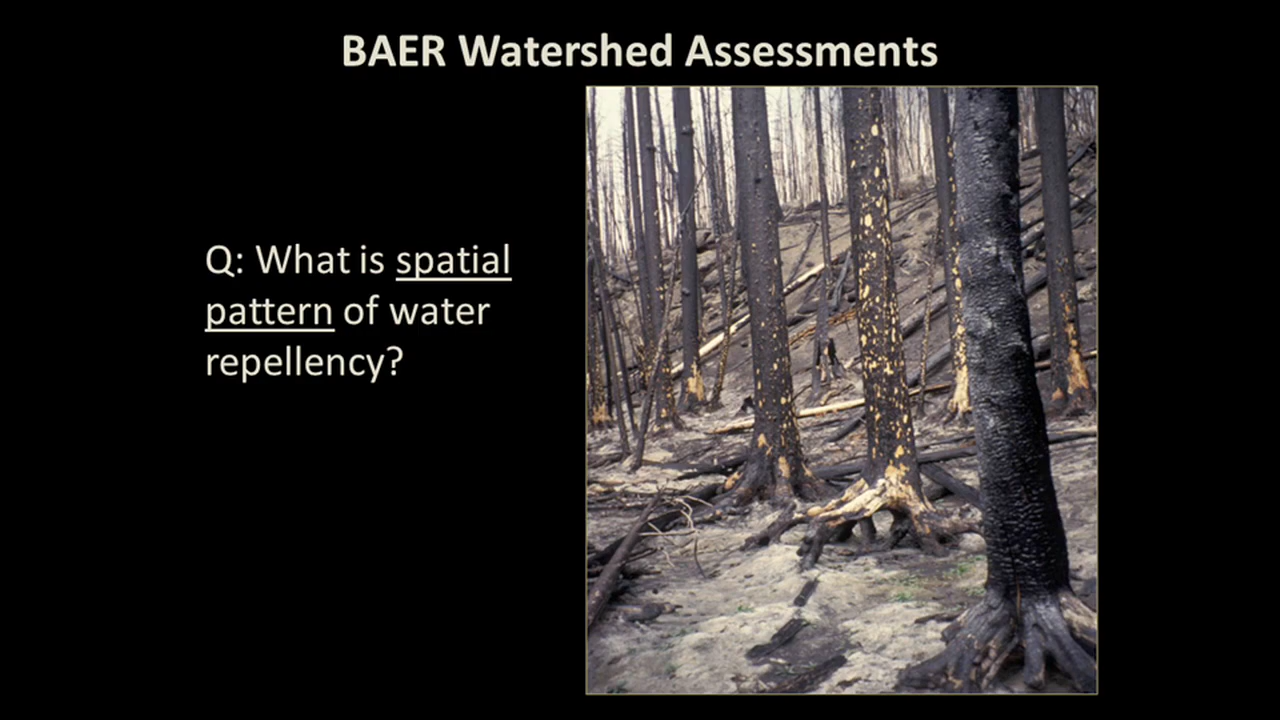 BAER Watershed Assessments
Q: What is spatial
pattern of water
repellency?